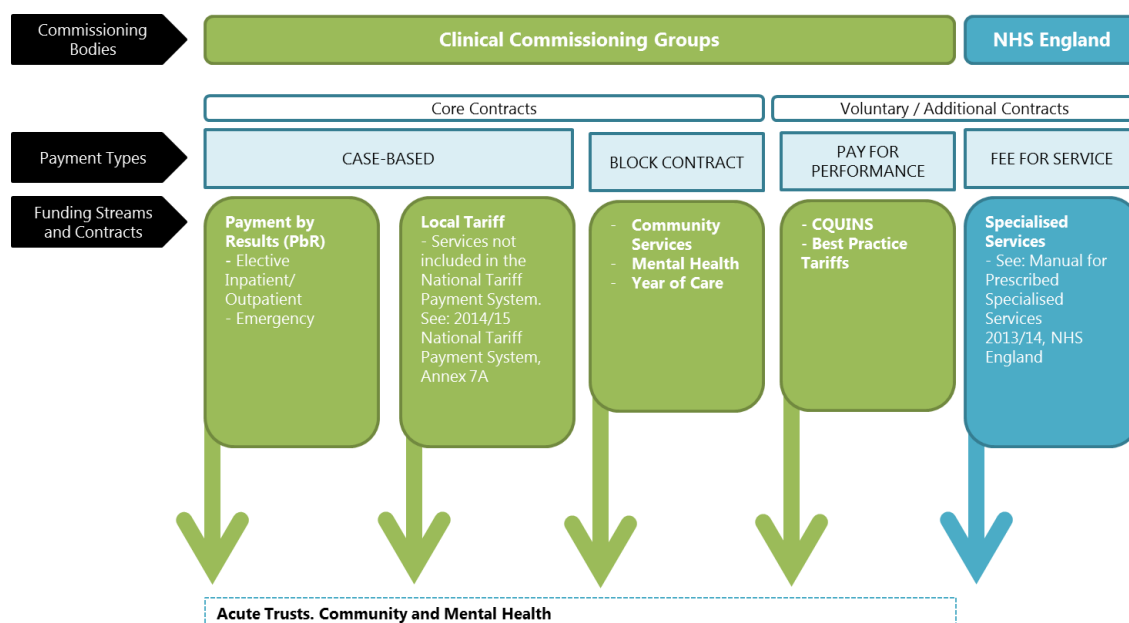 Commissioning
Bodies
Clinical Commissioning Groups
NHS England
Core Contracts
Voluntary / Additional Contracts
Payment Types
CASE-BASED
BLOCK CONTRACT
PAY FOR
PERFORMANCE
FEE FOR SERVICE
Funding Streams
and Contracts
Payment by
Results (PbR)
- Elective
Inpatient/
Outpatient
- Emergency
Local Tariff
- Services not
included in the
National Tariff
Payment System.
See: 2014/15
National Tariff
Payment System,
Annex 7A
- Community
Services
- Mental Health
- Year of Care
- CQUINS
- Best Practice
Tariffs
Specialised
Services
- See: Manual for
Prescribed
Specialised
Services
2013/14, NHS
England
Acute Trusts. Community and Mental Health